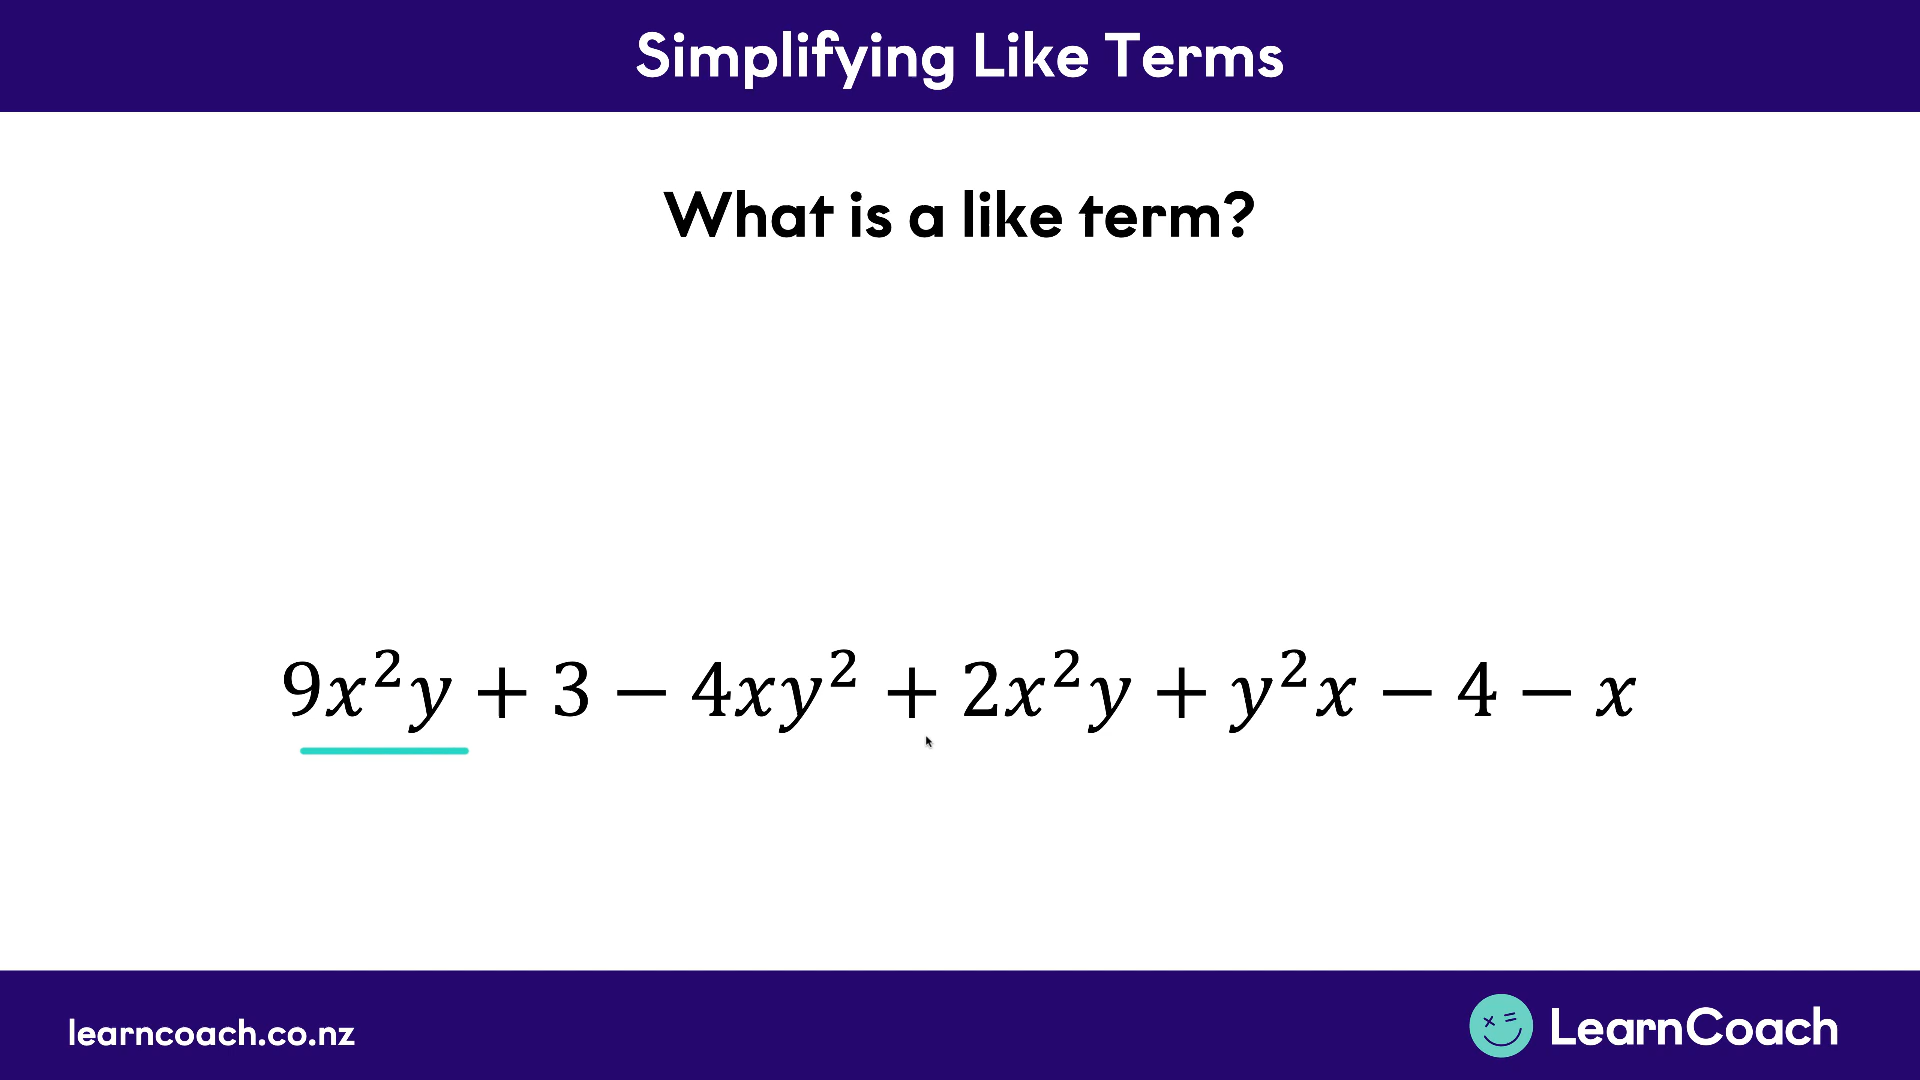 Simplifying Like Terms
What is a like term?
9x²y + 3 − 4xy² + 2x²y + y²x − 4 − x
learncoach.co.nz
LearnCoach